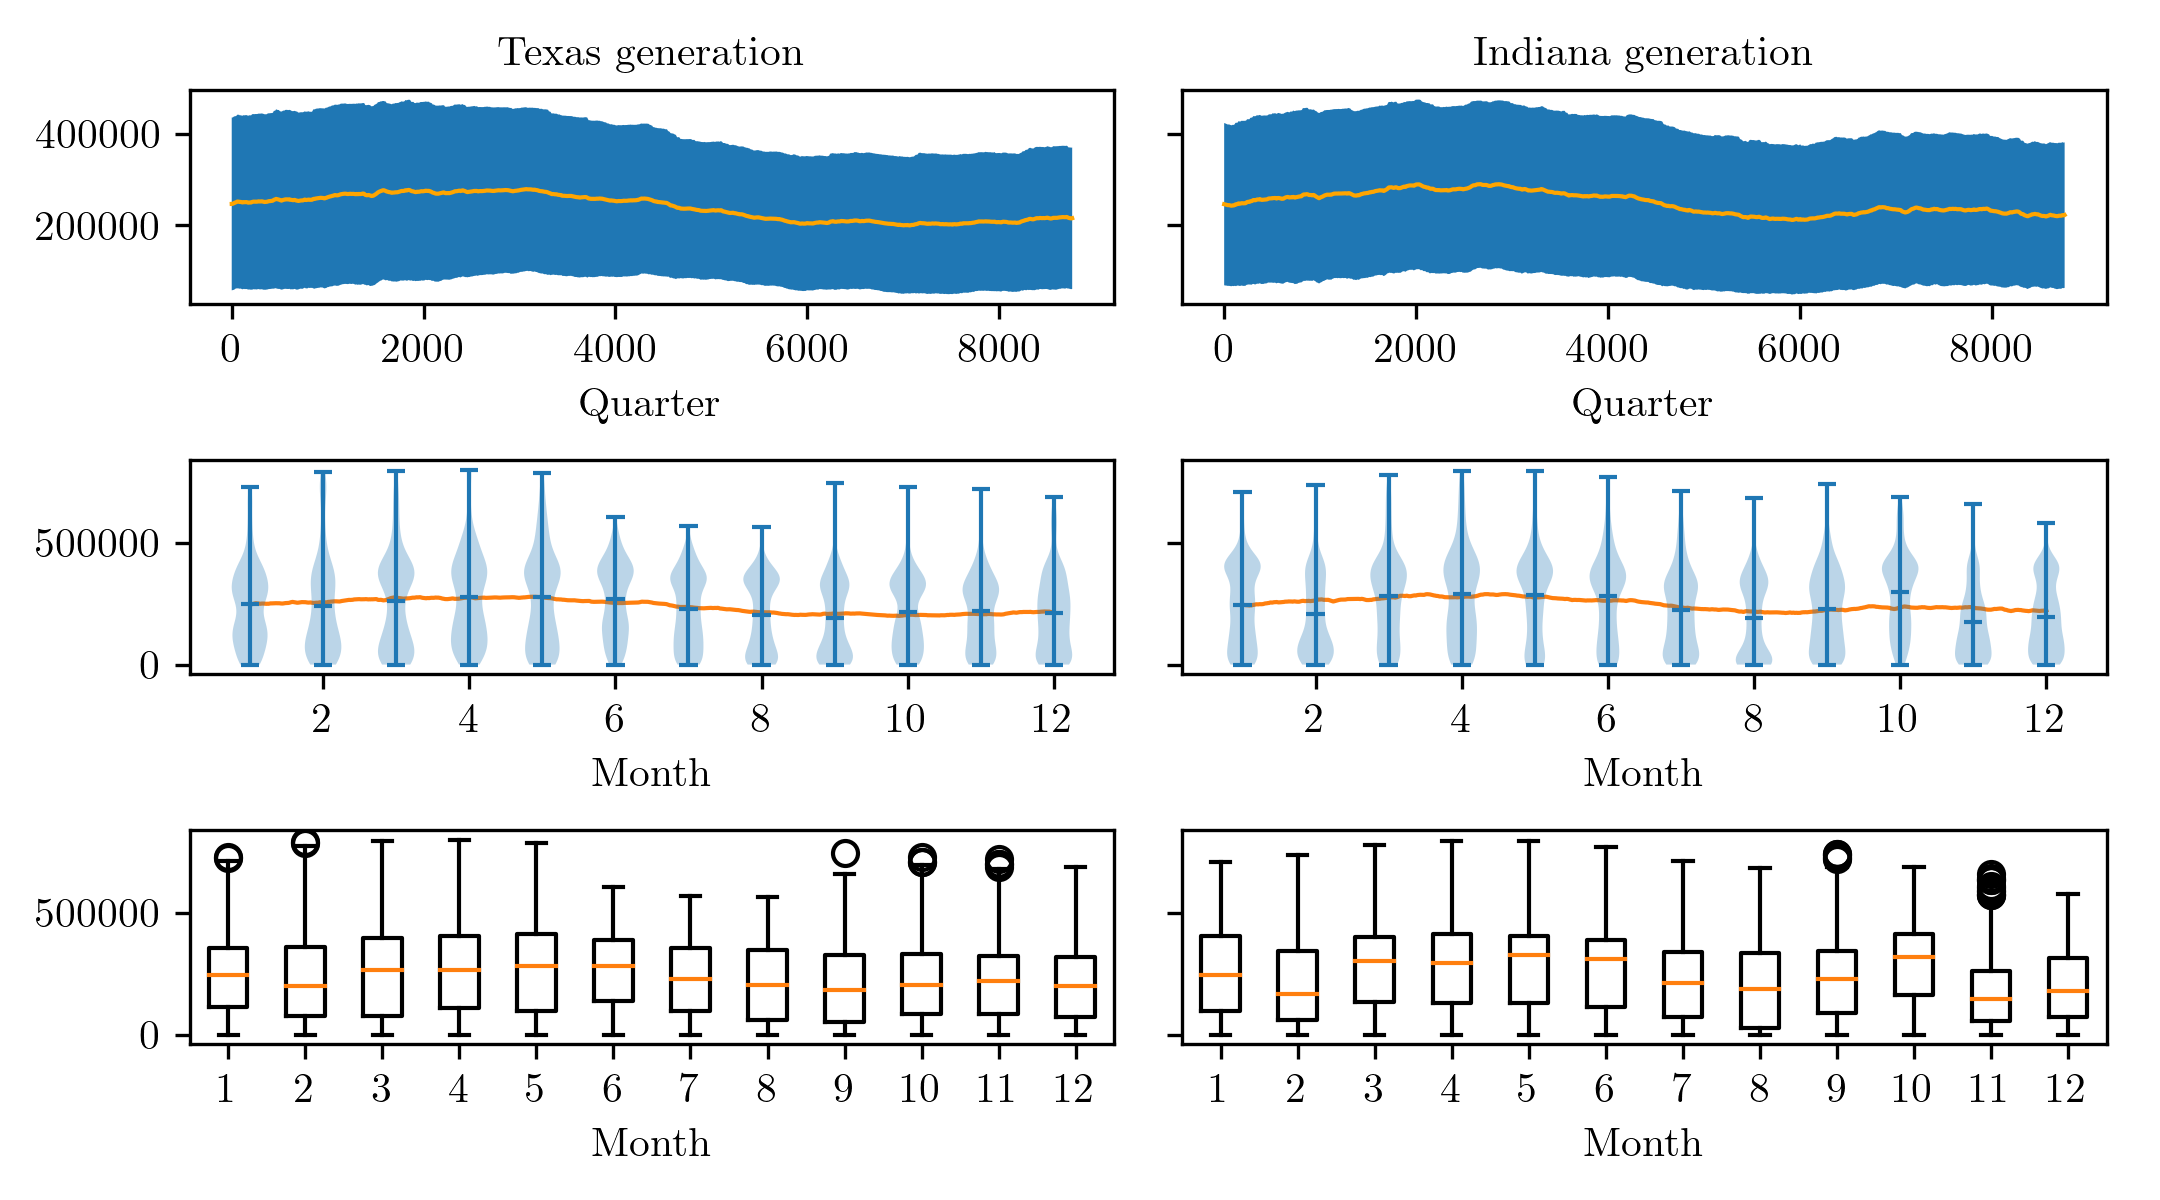 Texas generation
Indiana generation
400000
200000
0 2000 4000 6000 8000
0 2000 4000 6000 8000
Quarter
Quarter
500000
0
2 4 6 8 10 12
2 4 6 8 10 12
Month
Month
500000
0
1 2 3 4 5 6 7 8 9 10 11 12
1 2 3 4 5 6 7 8 9 10 11 12
Month
Month